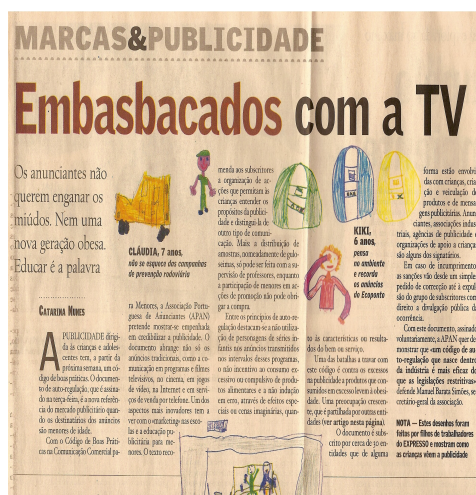 MARCAS&PUBLICIDADE
Embasbacados com a TV
Os anunciantes não
querem enganar os
miúdos. Nem uma
nova geração obesa.
Educar é a palavra
CATARINA NUNES
A PUBLICIDADE dirigi-
da às crianças e adoles-
centes tem, a partir da
próxima semana, um có-
digo de boas práticas. O documen-
to de auto-regulação, que é assina-
do na terça-feira, é a nova referên-
cia do mercado publicitário quan-
do os destinatários dos anúncios
são menores de idade.
Com o Código de Boas Práti-
cas na Comunicação Comercial pa-
CLÁUDIA, 7 anos,
não se esquece das campanhas
de prevenção rodoviária
ra Menores, a Associação Portu-
guesa de Anunciantes (APAN)
pretende mostrar-se empenhada
em credibilizar a publicidade. O
documento abrange não só os
anúncios tradicionais, como a co-
municação em programas e filmes
televisivos, no cinema, em jogos
de vídeo, na Internet e em servi-
ços de venda por telefone. Um dos
aspectos mais inovadores tem a
ver com o «marketing» nas esco-
las e a educação pu-
blicitária para me-
nores. O texto reco-
menda aos subscritores
a organização de ac-
ções que permitam às
crianças entender os
propósitos da publici-
dade e distingui-la de
outro tipo de comuni-
cação. Mais a distribuição de
amostras, nomeadamente de gulo-
seimas, só pode ser feita com a su-
pervisão de professores, enquanto
a participação de menores em ac-
ções de promoção não pode obri-
gar a compra.
Entre os princípios de auto-re-
gulação destacam-se a não utiliza-
ção de personagens de séries in-
fantis nos anúncios transmitidos
nos intervalos desses programas,
o não incentivo ao consumo ex-
cessivo ou compulsivo de produ-
tos alimentares e a não indução
em erro, através de efeitos espe-
ciais ou cenas imaginárias, quan-
KIKI,
6 anos,
pensa
no ambiente
e recorda
os anúncios
do Ecoponto
to às características ou resulta-
dos do bem ou serviço.
Uma das batalhas a travar com
este código é contra os excessos
na publicidade a produtos que con-
sumidos em excesso levem à obesi-
dade. Uma preocupação crescen-
te, que é partilhada por outras enti-
dades (ver artigo nesta página).
O documento é subs-
crito por cerca de 30 en-
tidades que de alguma
forma estão envolvi-
das com crianças, cria-
ção e veiculação de
produtos e de mensa-
gens publicitárias. Anun-
ciantes, associações indus-
triais, agências de publicidade e
organizações de apoio a crianças
são alguns dos signatários.
Em caso de incumprimento
as sanções vão desde um simples
pedido de correcção até à expul-
são do grupo de subscritores com
direito a divulgação pública da
ocorrência.
Com este documento, assinado
voluntariamente, a APAN quer de-
monstrar que «um código de au-
to-regulação que nasce dentro
da indústria é mais eficaz do
que as legislações restritivas»
defende Manuel Barata Simões, se-
cretário-geral da associação.
NOTA — Estes desenhos foram
feitas por filhos de trabalhadores
do EXPRESSO e mostram como
as crianças vêem a publicidade